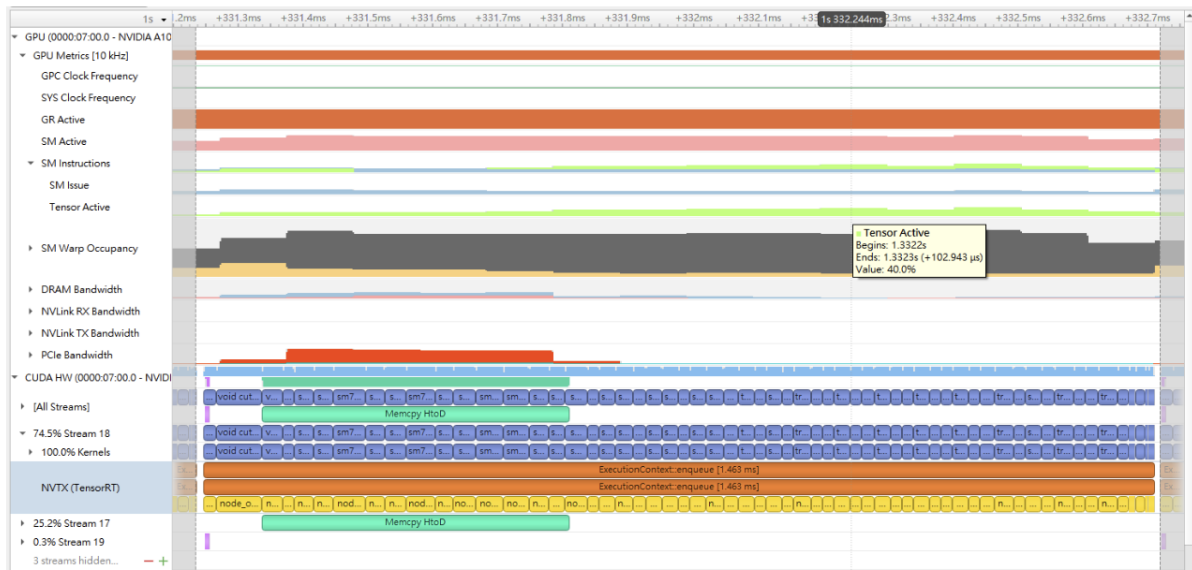 1s .2ms +331.3ms +331.4ms +331.5ms +331.6ms +331.7ms +331.8ms +331.9ms +332ms +332.1ms 1s 332.244ms 2.3ms +332.4ms +332.5ms +332.6ms +332.7ms
GPU (0000:07:00.0 - NVIDIA A10
GPU Metrics [10 kHz]
GPC Clock Frequency
SYS Clock Frequency
GR Active
SM Active
SM Instructions
SM Issue
Tensor Active
Tensor Active
Begins: 1.3322s
Ends: 1.3323s (+102.943 μs)
Value: 40.0%
SM Warp Occupancy
DRAM Bandwidth
NVLink RX Bandwidth
NVLink TX Bandwidth
PCIe Bandwidth
CUDA HW (0000:07:00.0 - NVIDI
[All Streams]
void cut...
Memcpy HtoD
74.5% Stream 18
void cut...
100.0% Kernels
void cut...
NVTX (TensorRT)
ExecutionContext::enqueue [1.463 ms]
ExecutionContext::enqueue [1.463 ms]
node_o...
25.2% Stream 17
Memcpy HtoD
0.3% Stream 19
3 streams hidden...